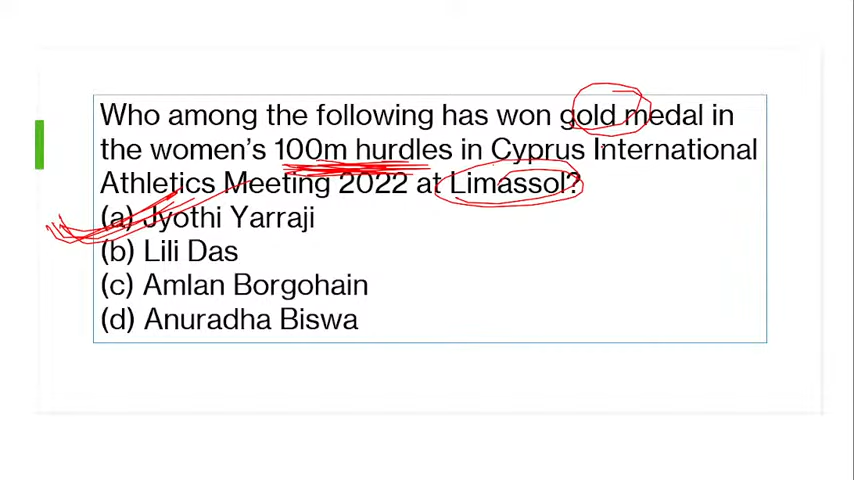 Who among the following has won gold medal in
the women's 100m hurdles in Cyprus International
Athletics Meeting 2022 at Limassol?
(a) Jyothi Yarraji
(b) Lili Das
(c) Amlan Borgohain
(d) Anuradha Biswa